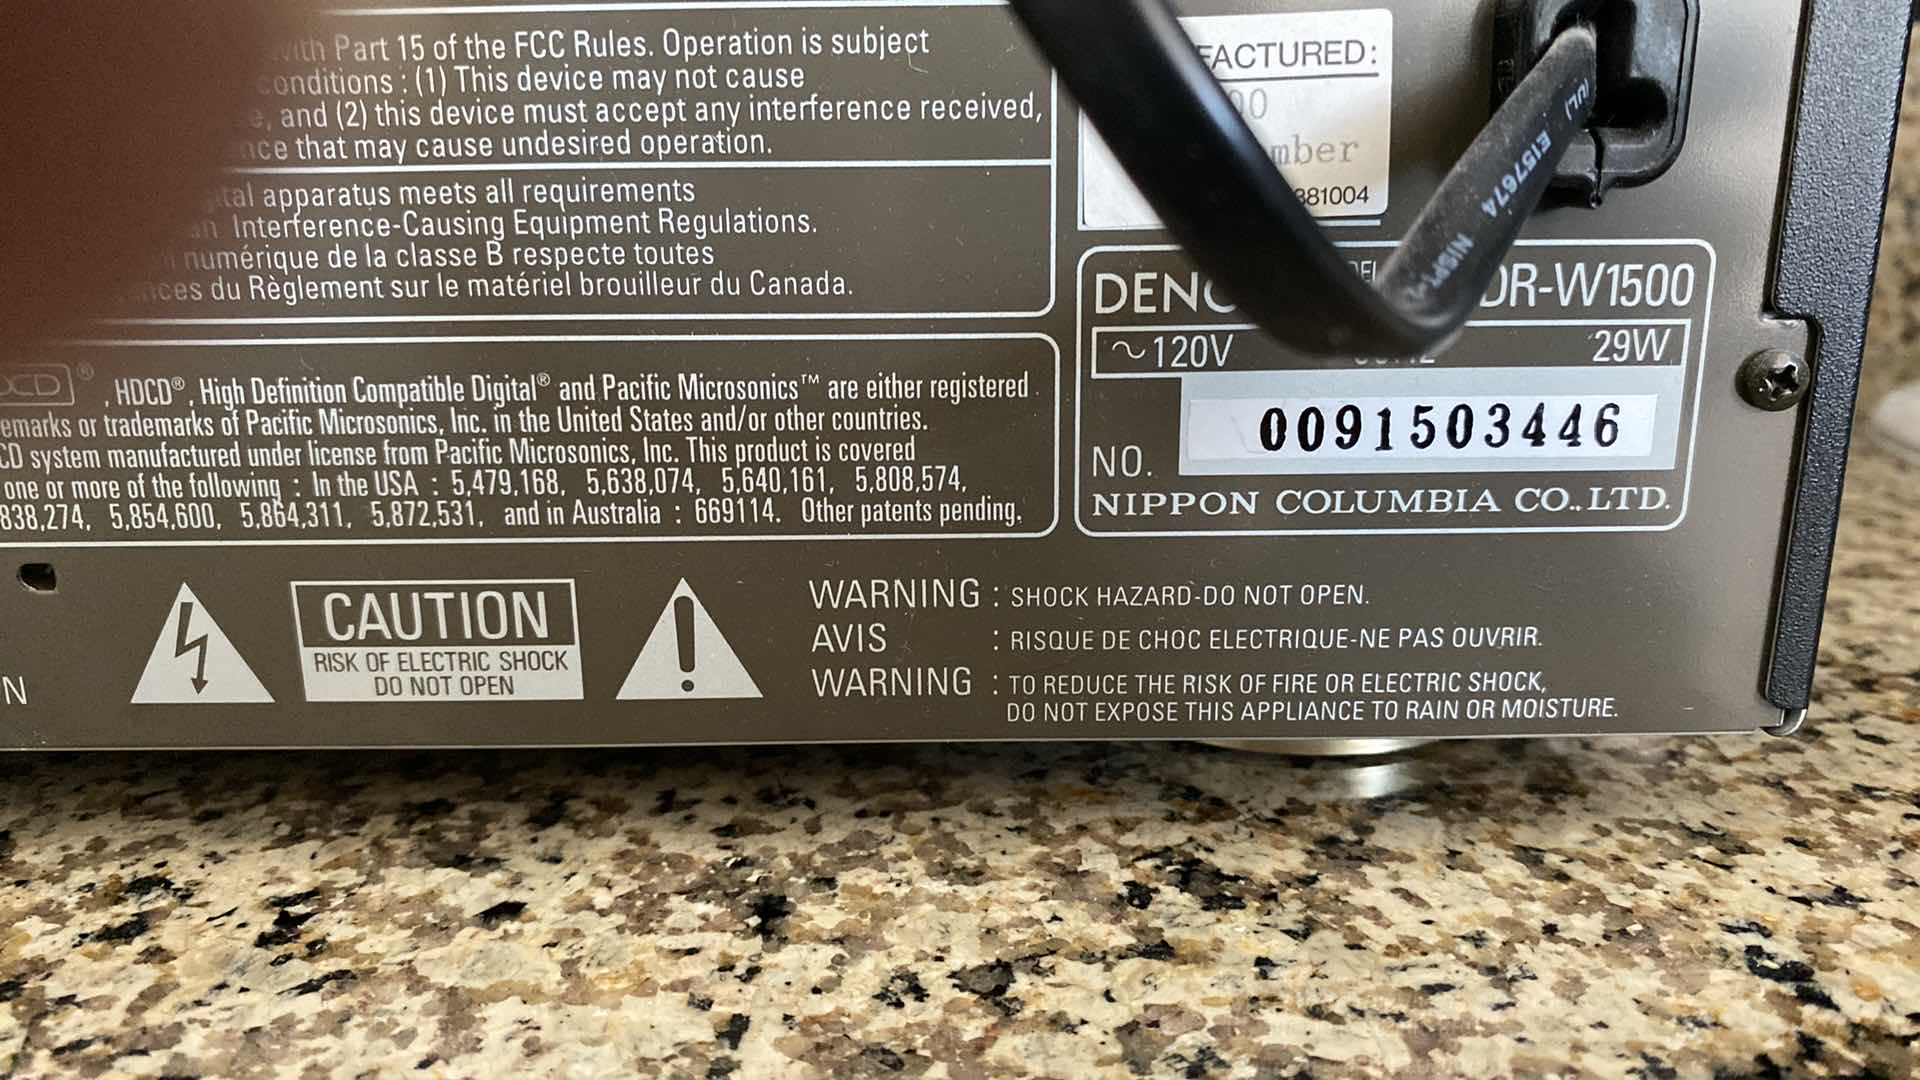 Part 15 of the FCC Rules. Operation is subject
conditions : (1) This device may not cause
and (2) this device must accept any interference received,
that may cause undesired operation.
apparatus meets all requirements
Interference-Causing Equipment Regulations.
numérique de la classe B respecte toutes
du Règlement sur le matériel brouilleur du Canada.
, HDCD®, High Definition Compatible Digital® and Pacific Microsonics™ are either registered
or trademarks of Pacific Microsonics, Inc. in the United States and/or other countries.
system manufactured under license from Pacific Microsonics, Inc. This product is covered
one or more of the following : In the USA : 5,479,168, 5,638,074, 5,640,161, 5,808,574,
838,274, 5,854,600, 5,864,311, 5,872,531, and in Australia : 669114. Other patents pending.
CAUTION
RISK OF ELECTRIC SHOCK
DO NOT OPEN
WARNING : SHOCK HAZARD-DO NOT OPEN.
AVIS : RISQUE DE CHOC ELECTRIQUE-NE PAS OUVRIR.
WARNING : TO REDUCE THE RISK OF FIRE OR ELECTRIC SHOCK,
DO NOT EXPOSE THIS APPLIANCE TO RAIN OR MOISTURE.
FACTURED:
mber
881004
DENO DR-W1500
~120V 29W
NO. 0091503446
NIPPON COLUMBIA CO.,LTD.
E157674